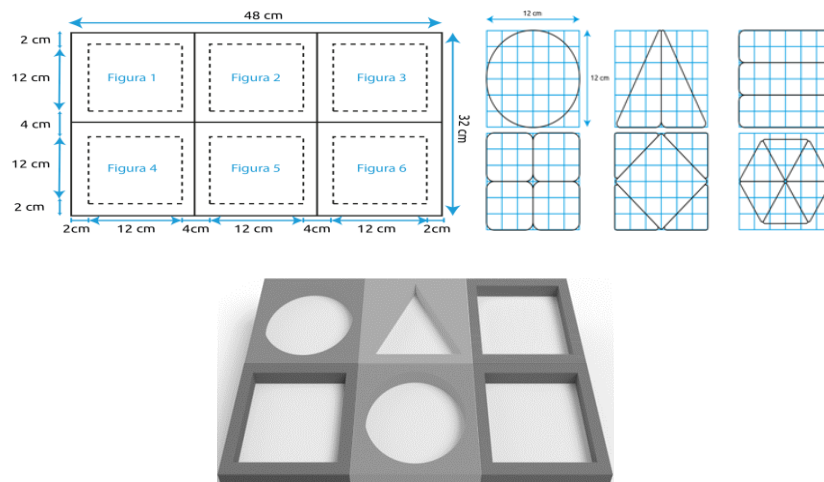 48 cm
12 cm
2 cm
12 cm
4 cm
12 cm
2 cm
Figura 1
Figura 2
Figura 3
32 cm
12 cm
Figura 4
Figura 5
Figura 6
2cm
12 cm
4cm
12 cm
4cm
12 cm
2cm